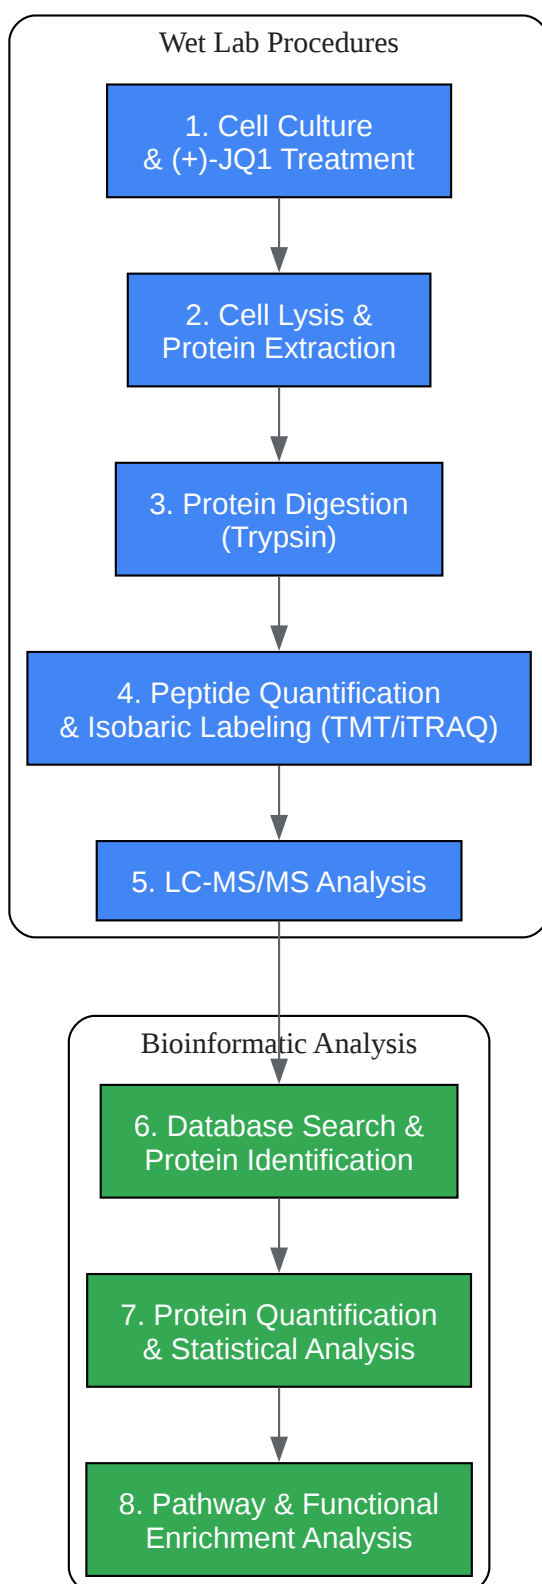 Wet Lab Procedures
1. Cell Culture
& (+)-JQ1 Treatment
2. Cell Lysis &
Protein Extraction
3. Protein Digestion
(Trypsin)
4. Peptide Quantification
& Isobaric Labeling (TMT/iTRAQ)
5. LC-MS/MS Analysis
Bioinformatic Analysis
6. Database Search &
Protein Identification
7. Protein Quantification
& Statistical Analysis
8. Pathway & Functional
Enrichment Analysis